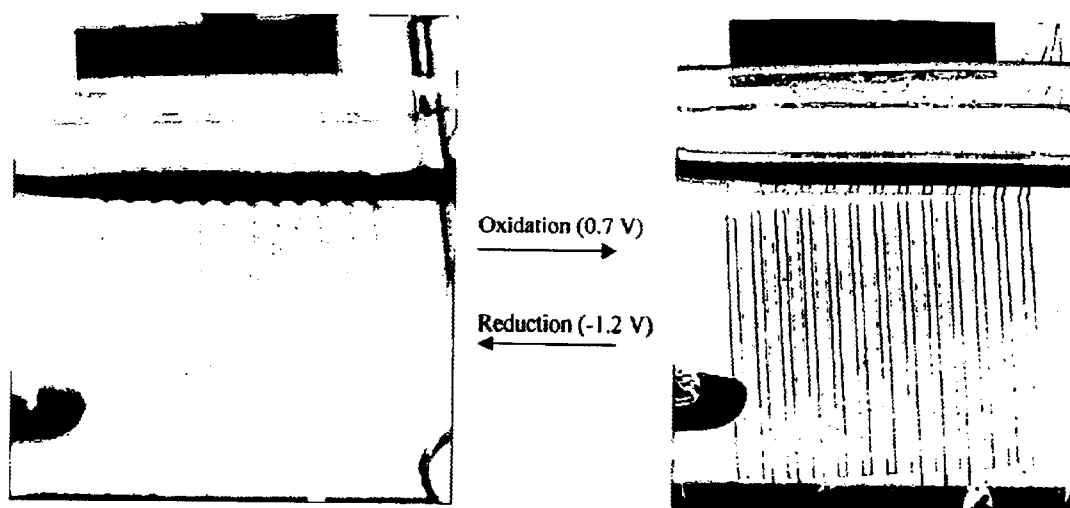 Oxidation (0.7 V)
Reduction (-1.2 V)